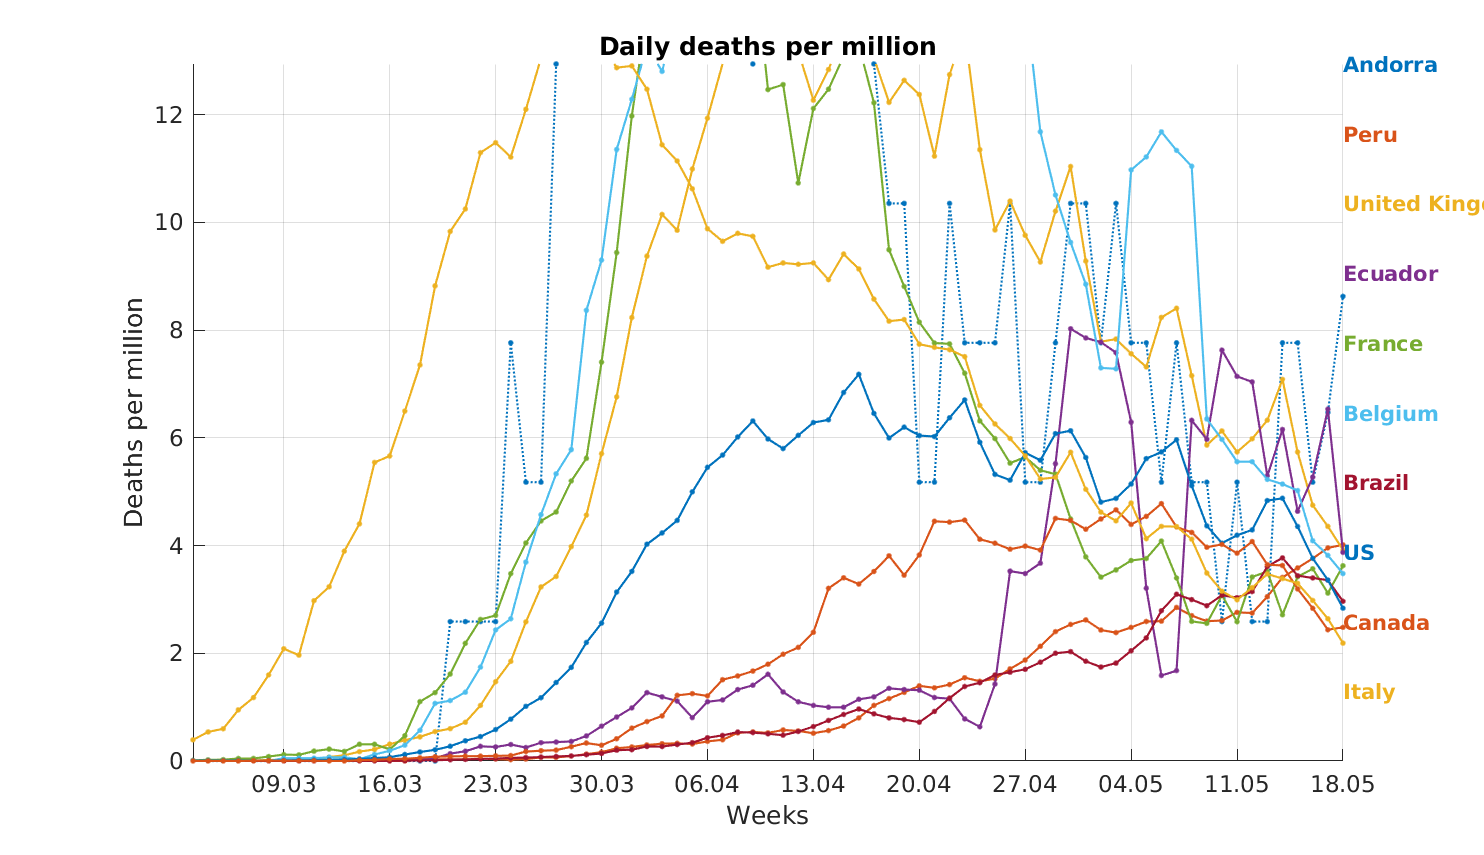 Daily deaths per million
Andorra
Peru
United King
Ecuador
France
Belgium
Brazil
US
Canada
Italy
Deaths per million
12
10
8
6
4
2
0
09.03 16.03 23.03 30.03 06.04 13.04 20.04 27.04 04.05 11.05 18.05
Weeks